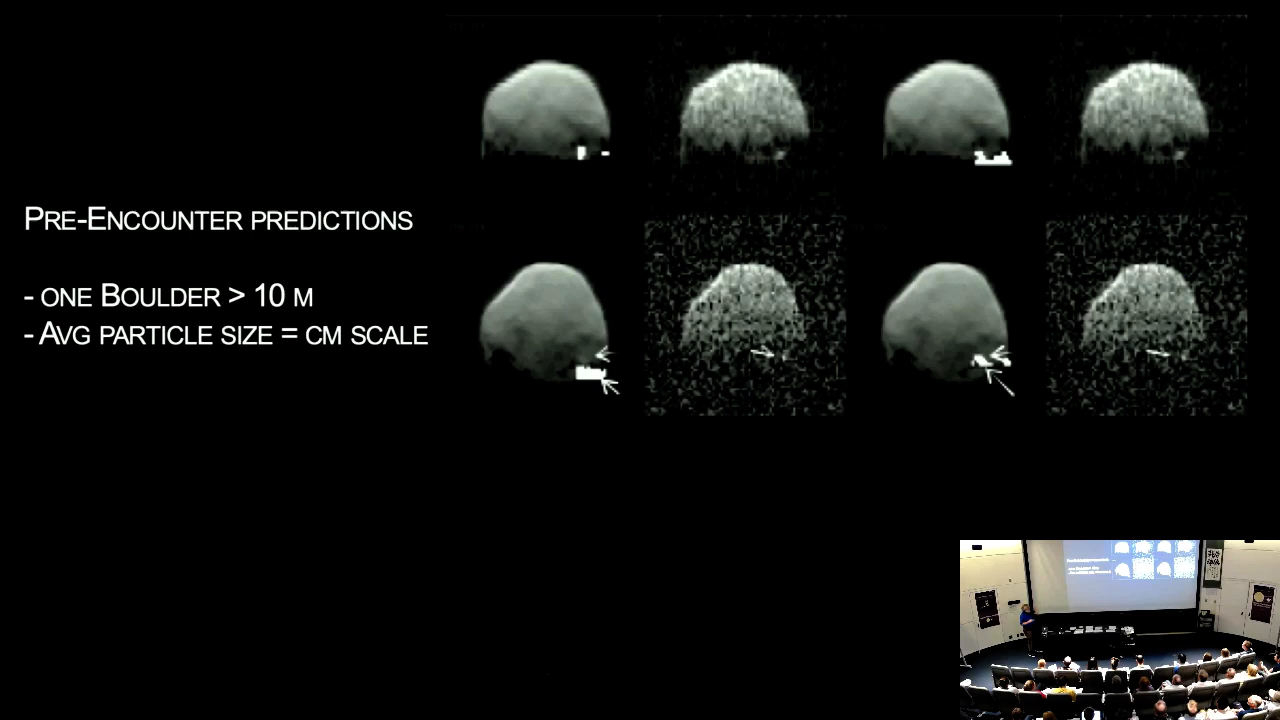 PRE-ENCOUNTER PREDICTIONS
- ONE BOULDER > 10 M
- AVG PARTICLE SIZE = CM SCALE